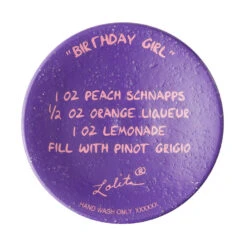 "BIRTHDAY GIRL"
1 OZ PEACH SCHNAPPS
1/2 OZ ORANGE LIQUEUR
1 OZ LEMONADE
FILL WITH PINOT GRIGIO
Lolita®
HAND WASH ONLY XXXXXX